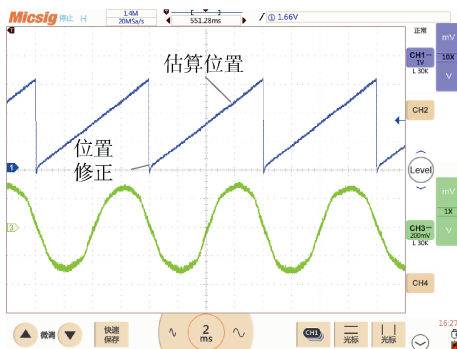 Micsig 停止 H 1.4M 20MSa/s 551.28ms ① 1.66V
正常
mV
CH1 1V 10X
L 30K V
估算位置
CH2
位置
修正
Level
mV
CH3 200mV 1X
L 30K V
CH4
16:27
微调 快速保存 2 ms CH1 光标 光标